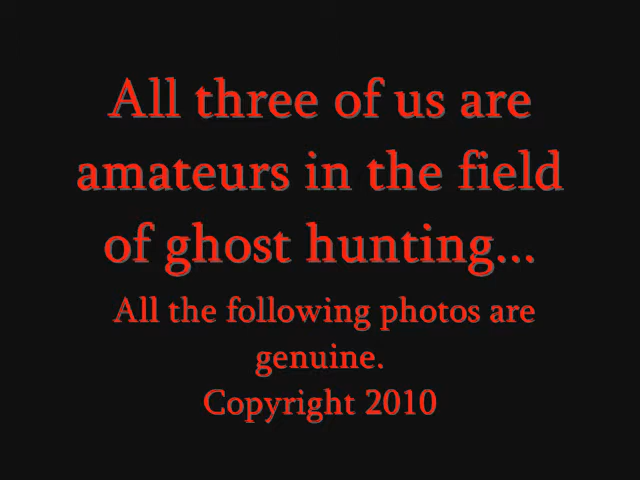 All three of us are
amateurs in the field
of ghost hunting...
All the following photos are
genuine.
Copyright 2010